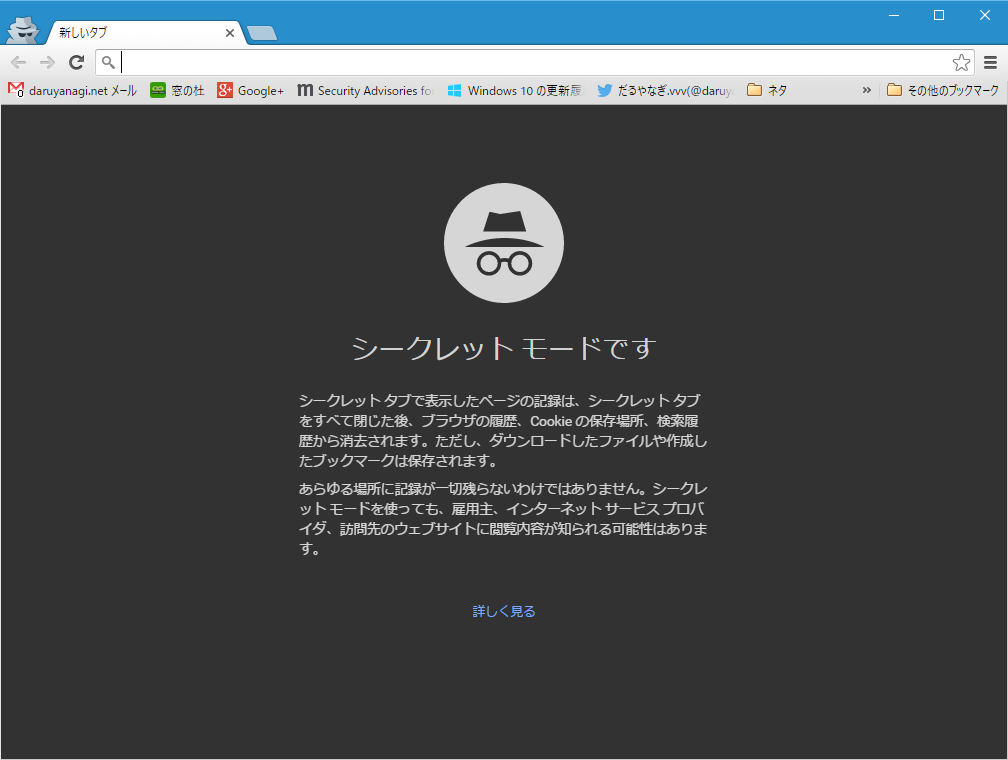 新しいタブ
daruyanagi.net メール 窓の杜 Google+ Security Advisories fo Windows 10 の更新履 だるやなぎ.vvv(@daruy ネタ » その他のブックマーク
シークレット モードです
シークレット タブで表示したページの記録は、シークレット タブ
をすべて閉じた後、ブラウザの履歴、Cookie の保存場所、検索履
歴から消去されます。ただし、ダウンロードしたファイルや作成し
たブックマークは保存されます。
あらゆる場所に記録が一切残らないわけではありません。シークレ
ット モードを使っても、雇用主、インターネット サービス プロバ
イダ、訪問先のウェブサイトに閲覧内容が知られる可能性はありま
す。
詳しく見る